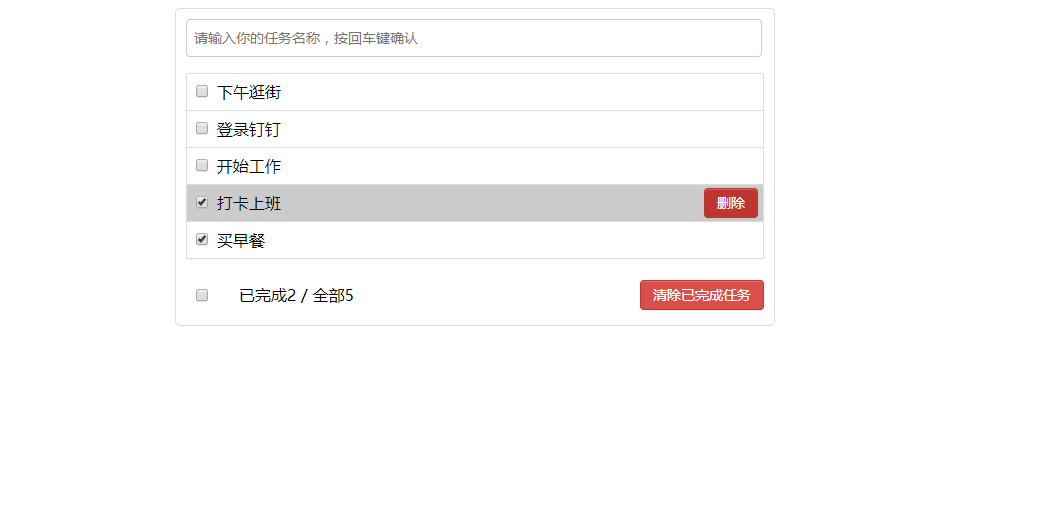 请输入你的任务名称，按回车键确认
下午逛街
登录钉钉
开始工作
打卡上班 删除
买早餐
已完成2 / 全部5 清除已完成任务